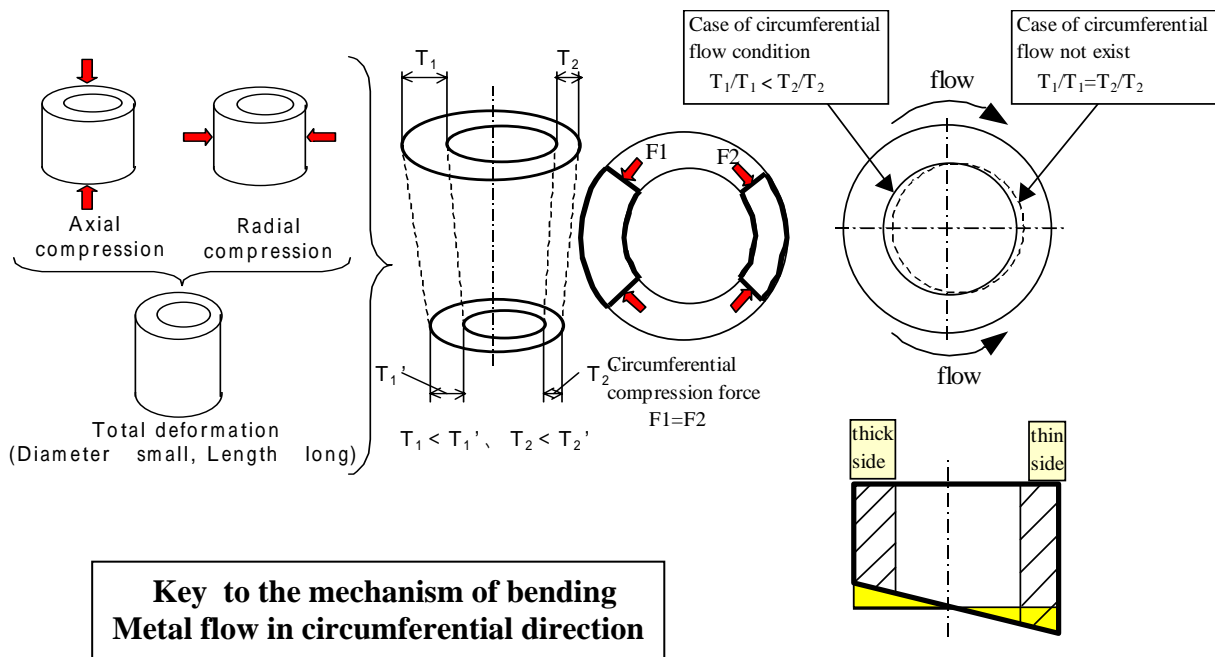 Axial
compression
Radial
compression
Total deformation
(Diameter small, Length long)
T₁
T₂
T₁’
T₂’
T₁ < T₁’ 、 T₂ < T₂’
F1
F2
Circumferential
compression force
F1=F2
Case of circumferential
flow condition
T₁/T₁ < T₂/T₂
Case of circumferential
flow not exist
T₁/T₁=T₂/T₂
flow
flow
thick
side
thin
side
Key to the mechanism of bending
Metal flow in circumferential direction